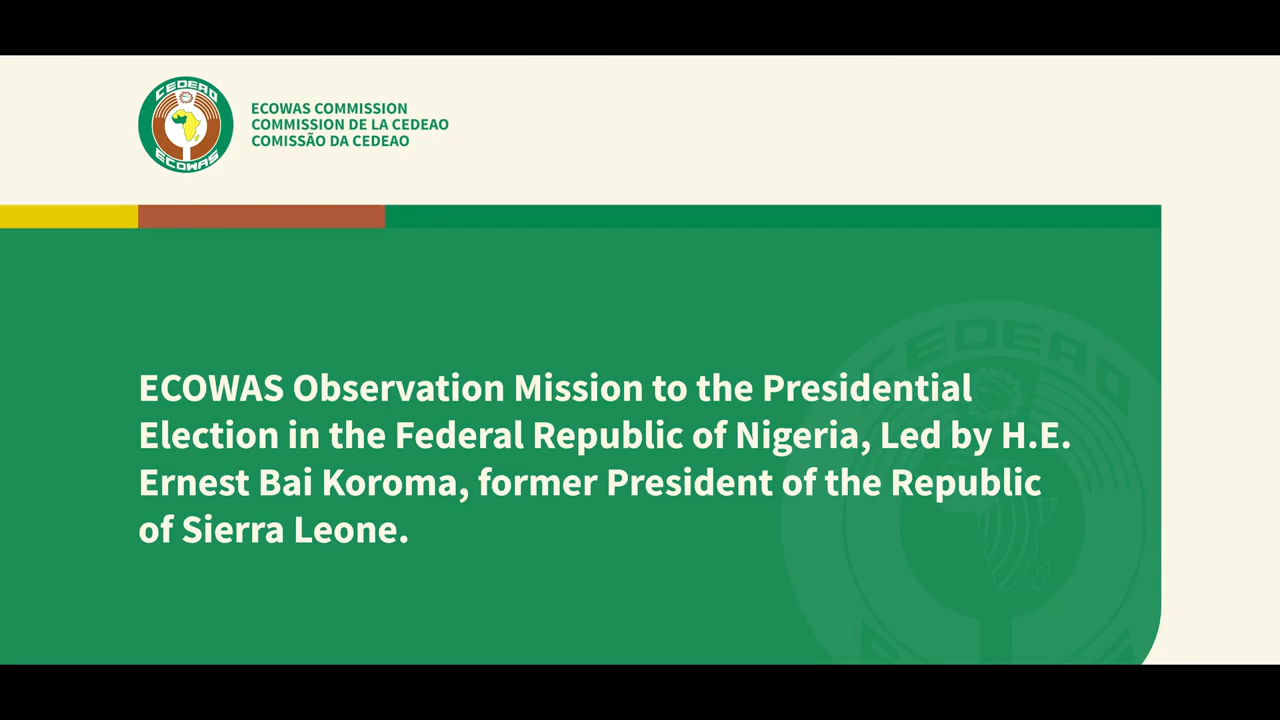 CEDEAO
ECOWAS
ECOWAS COMMISSION
COMMISSION DE LA CEDEAO
COMISSÃO DA CEDEAO
ECOWAS Observation Mission to the Presidential
Election in the Federal Republic of Nigeria, Led by H.E.
Ernest Bai Koroma, former President of the Republic
of Sierra Leone.
CEDEAO